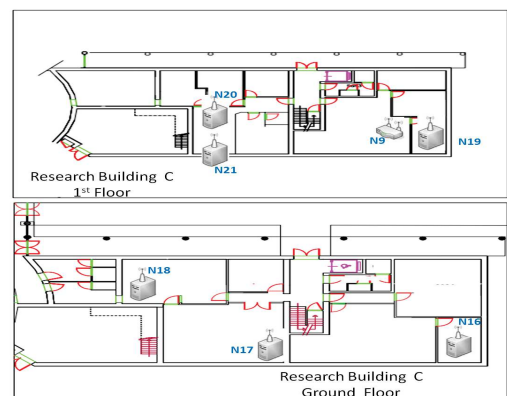 N20
N9
N19
N21
Research Building C
1st Floor
N18
N16
N17
Research Building C
Ground Floor